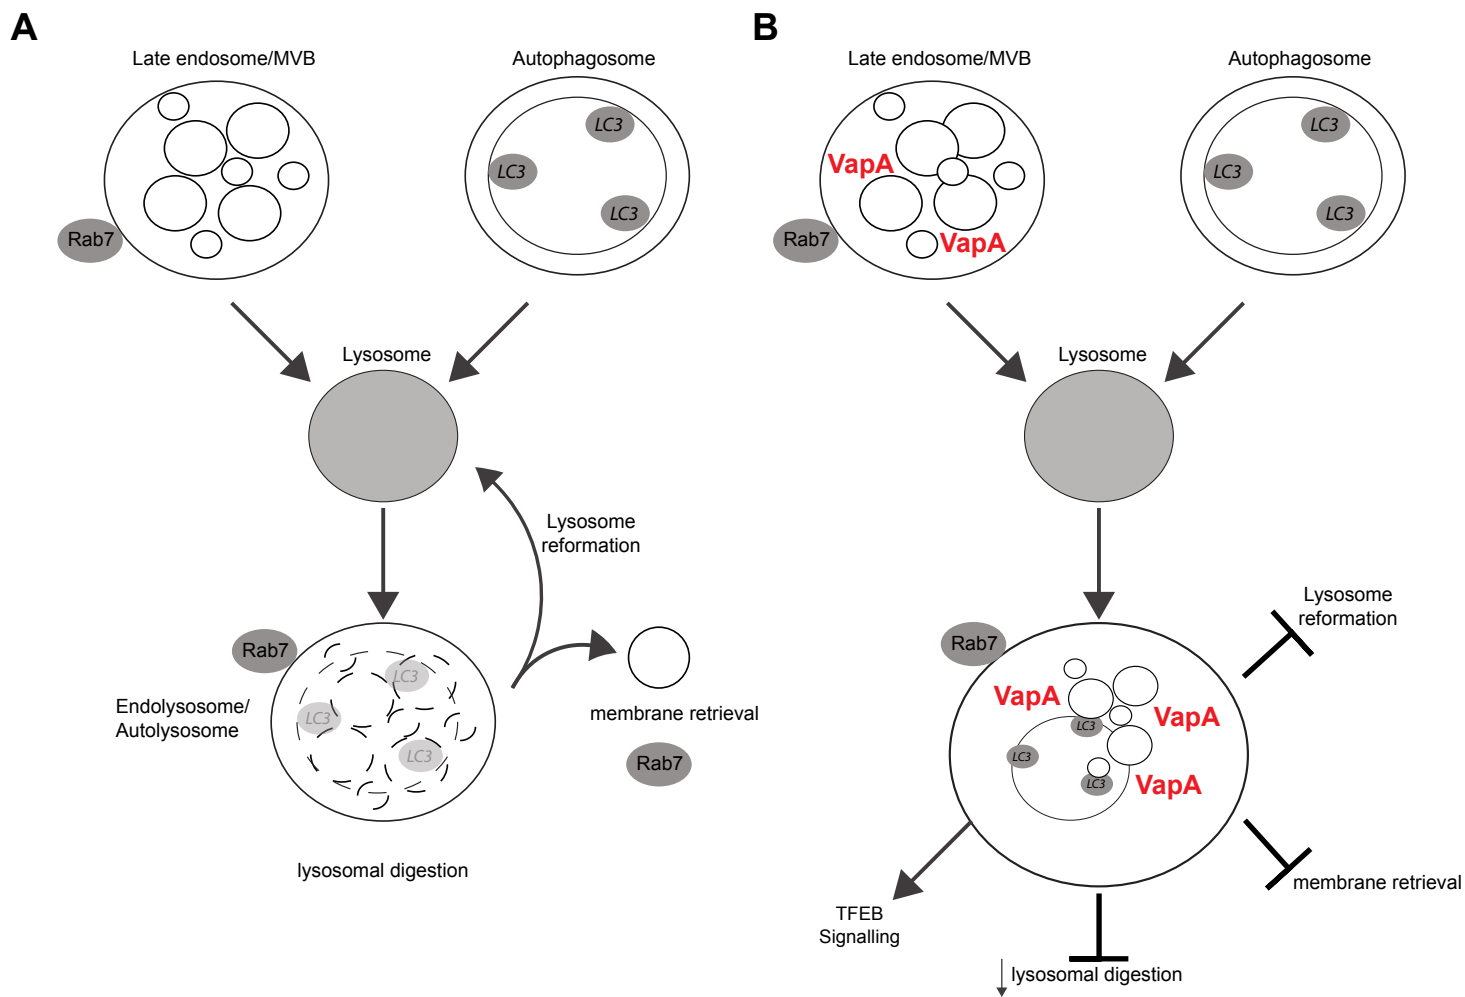 A
Late endosome/MVB
Autophagosome
LC3
LC3
LC3
Rab7
Lysosome
Lysosome
reformation
Rab7
LC3
LC3
LC3
Endolysosome/
Autolysosome
membrane retrieval
Rab7
lysosomal digestion
B
Late endosome/MVB
Autophagosome
LC3
VapA
LC3
LC3
Rab7
VapA
Lysosome
Lysosome
reformation
Rab7
VapA
VapA
LC3
LC3
LC3
VapA
membrane retrieval
TFEB
Signalling
lysosomal digestion